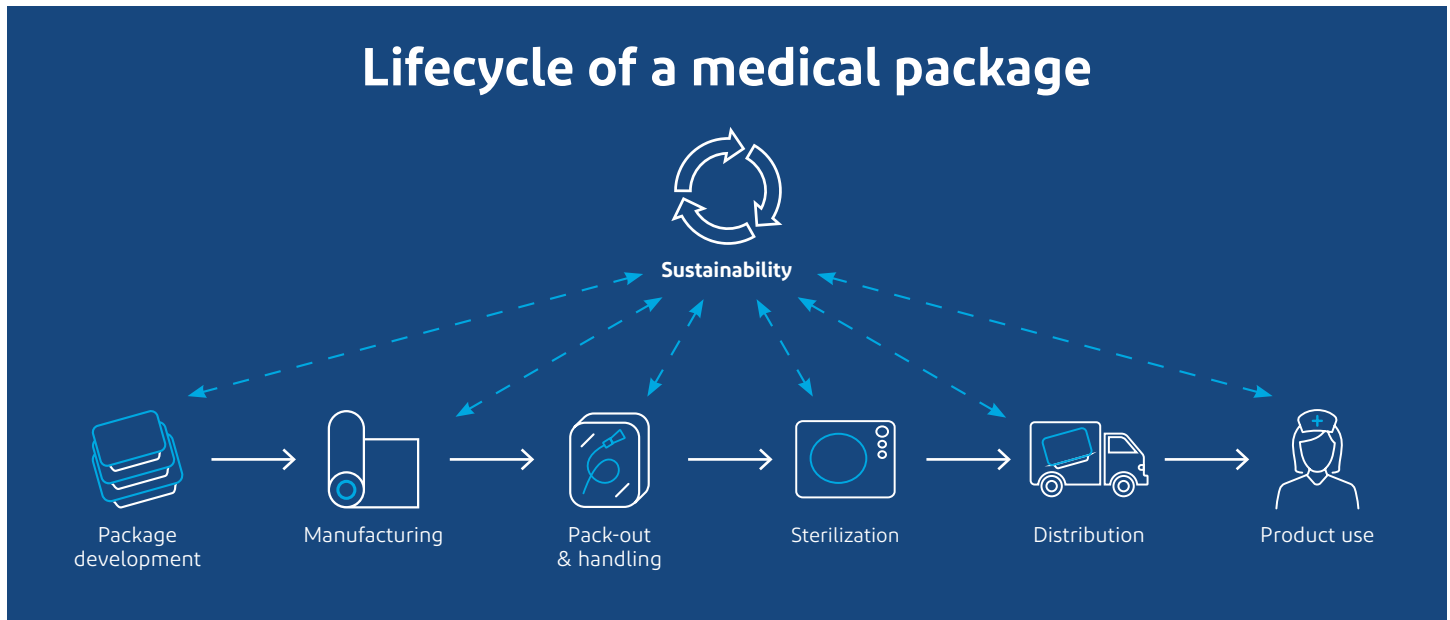 Lifecycle of a medical package
Sustainability
Package
development
Manufacturing
Pack-out
& handling
Sterilization
Distribution
Product use